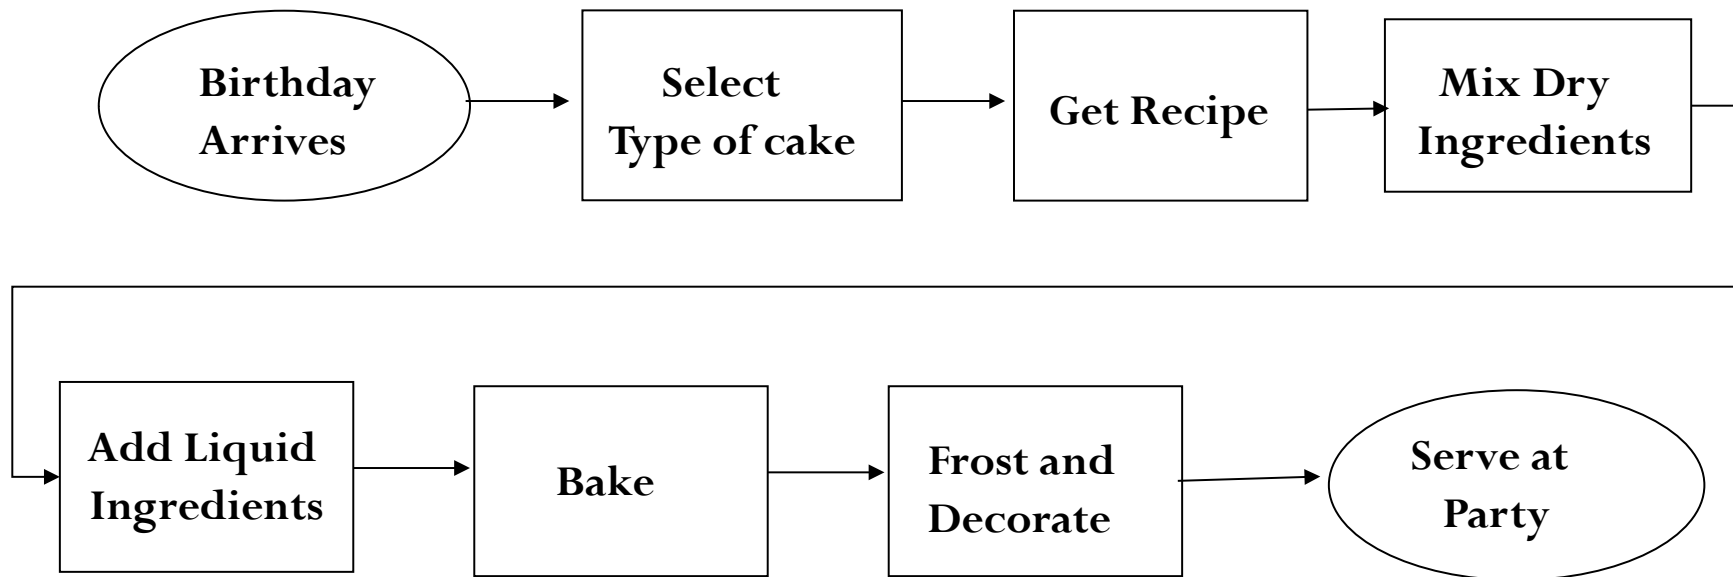 Birthday
Arrives
Select
Type of cake
Get Recipe
Mix Dry
Ingredients
Add Liquid
Ingredients
Bake
Frost and
Decorate
Serve at
Party